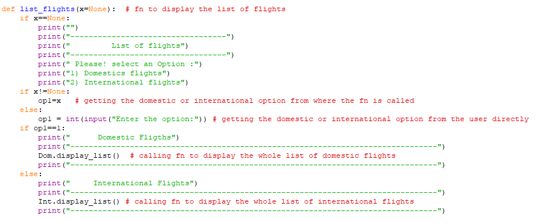 def list_flights(x=None):  # fn to display the list of flights
    if x==None:
        print("")
        print("----------------------------------")
        print("         List of flights")
        print("----------------------------------")
        print(" Please! select an Option :")
        print("1) Domestics flights")
        print("2) International flights")
    if x!=None:
        op1=x   # getting the domestic or international option from where the fn is called
    else:
        op1 = int(input("Enter the option:")) # getting the domestic or international option from the user directly
    if op1==1:
        print("      Domestic Fligths")
        print("--------------------------------------------------------------------------------")
        Dom.display_list()  # calling fn to display the whole list of domestic flights
        print("--------------------------------------------------------------------------------")
    else:
        print("     International Flights")
        print("--------------------------------------------------------------------------------")
        Int.display_list() # calling fn to display the whole list of international flights
        print("--------------------------------------------------------------------------------")